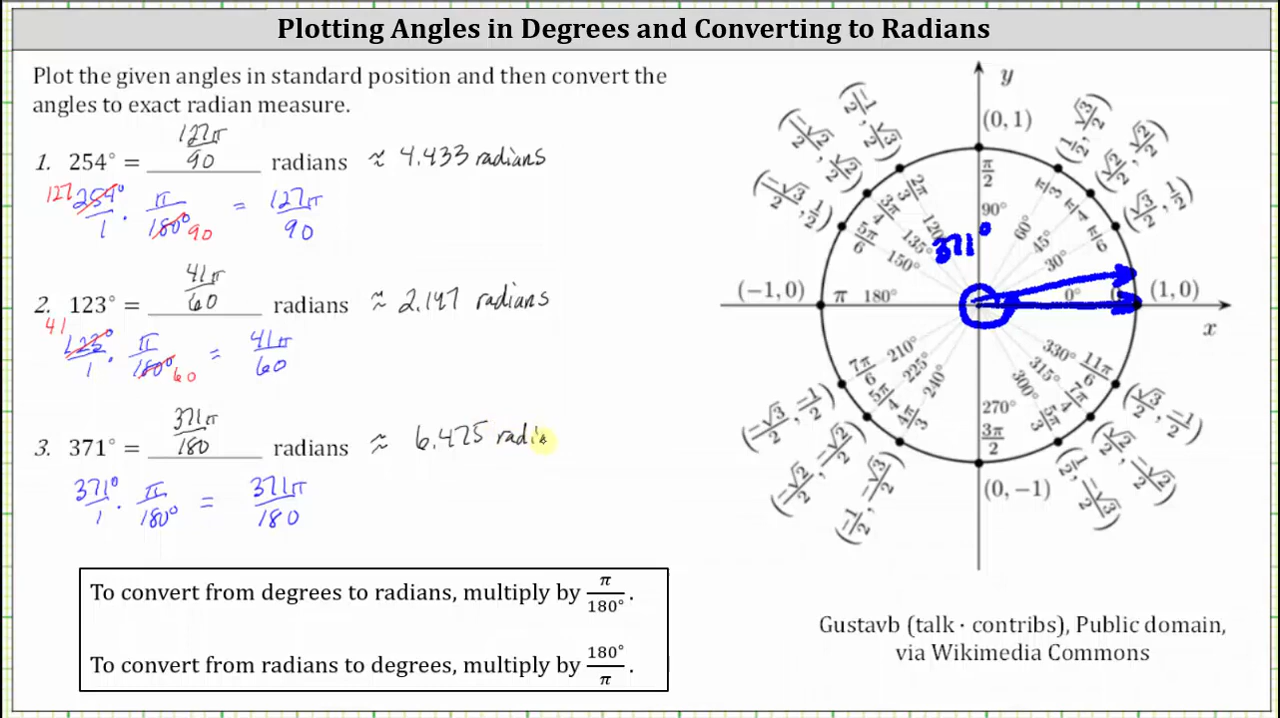 Plotting Angles in Degrees and Converting to Radians
Plot the given angles in standard position and then convert the
angles to exact radian measure.
1. 254° = 127π/90 radians ≈ 4.433 radians
127 254°/1 · π/180° 90 = 127π/90
2. 123° = 41π/60 radians ≈ 2.147 radians
41 123°/1 · π/180° 60 = 41π/60
3. 371° = 371π/180 radians ≈ 6.475 radia
371°/1 · π/180° = 371π/180
To convert from degrees to radians, multiply by π/180°.
To convert from radians to degrees, multiply by 180°/π.
y
x
(0, 1)
(1/2, √3/2)
(√2/2, √2/2)
(√3/2, 1/2)
(1, 0)
(√3/2, −1/2)
(√2/2, −√2/2)
(1/2, −√3/2)
(0, −1)
(−1/2, −√3/2)
(−√2/2, −√2/2)
(−√3/2, −1/2)
(−1, 0)
(−√3/2, 1/2)
(−√2/2, √2/2)
(−1/2, √3/2)
π/2 90°
π/3 60°
π/4 45°
π/6 30°
0°
11π/6 330°
7π/4 315°
5π/3 300°
3π/2 270°
4π/3 240°
5π/4 225°
7π/6 210°
π 180°
5π/6 150°
3π/4 135°
2π/3 120
371°
Gustavb (talk · contribs), Public domain,
via Wikimedia Commons